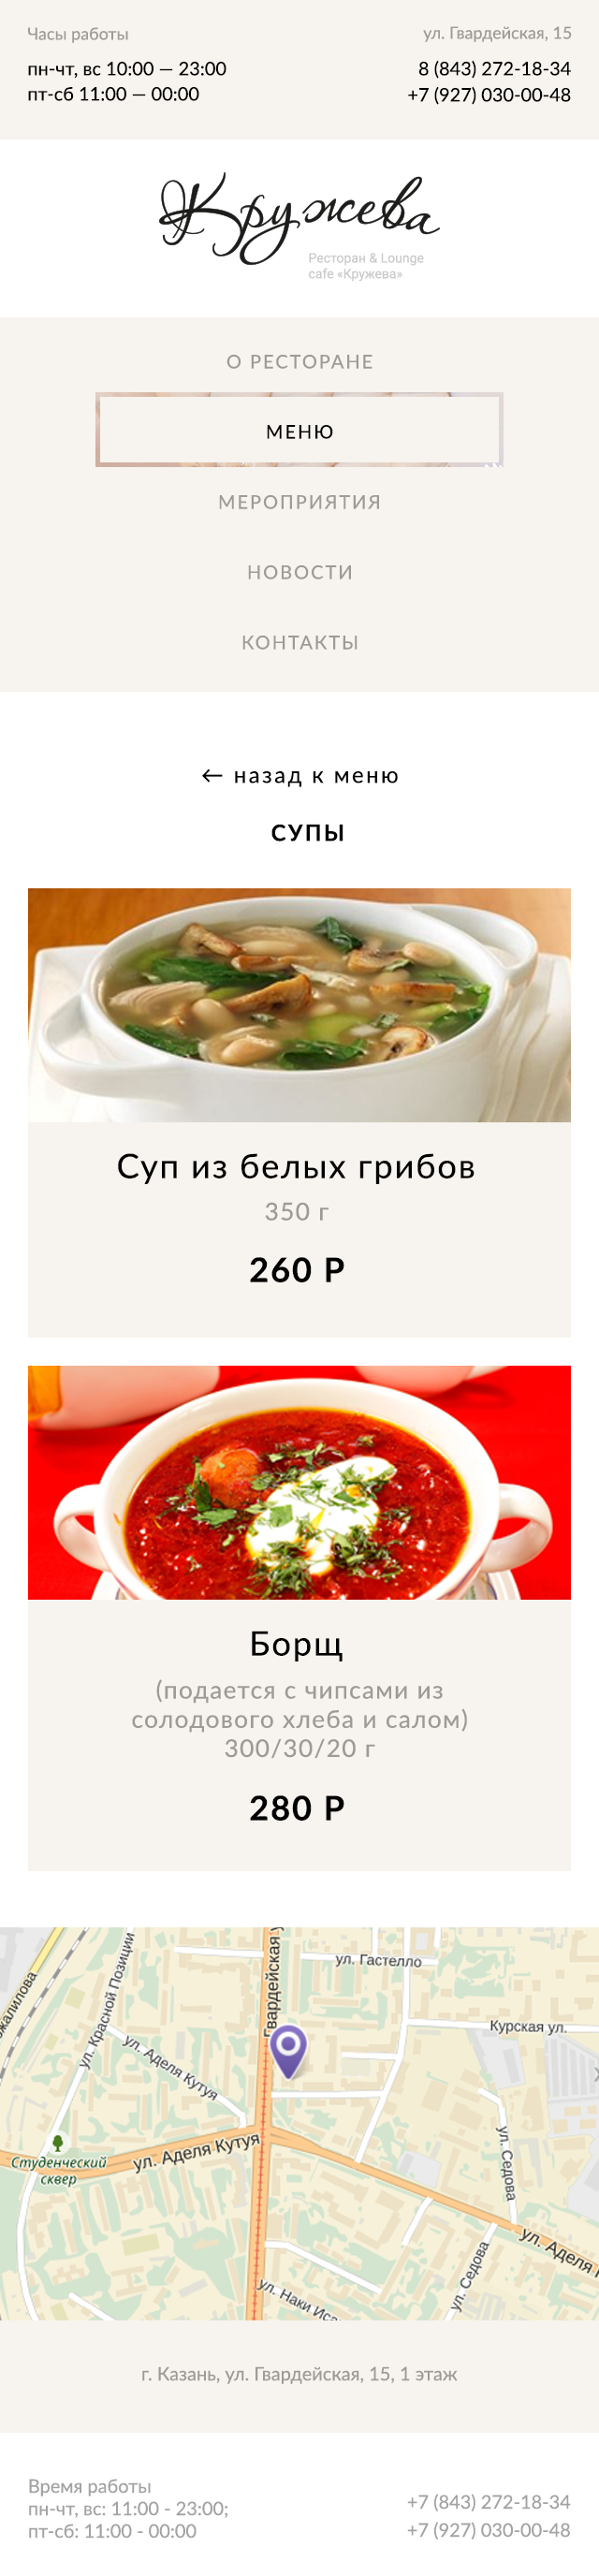 Часы работы
ул. Гвардейская, 15
пн-чт, вс 10:00 — 23:00
8 (843) 272-18-34
пт-сб 11:00 — 00:00
+7 (927) 030-00-48
Кружева
Ресторан & Lounge
cafe «Кружева»
О РЕСТОРАНЕ
МЕНЮ
МЕРОПРИЯТИЯ
НОВОСТИ
КОНТАКТЫ
← назад к меню
СУПЫ
Суп из белых грибов
350 г
260 Р
Борщ
(подается с чипсами из
солодового хлеба и салом)
300/30/20 г
280 Р
ул. Красной Позиции
Гвардейская
ул. Гастелло
Курская ул.
ул. Аделя Кутуя
Студенческий
сквер
ул. Аделя Кутуя
ул. Седова
ул. Аделя
ул. Седова
ул. Наки
г. Казань, ул. Гвардейская, 15, 1 этаж
Время работы
пн-чт, вс: 11:00 - 23:00;
+7 (843) 272-18-34
пт-сб: 11:00 - 00:00
+7 (927) 030-00-48